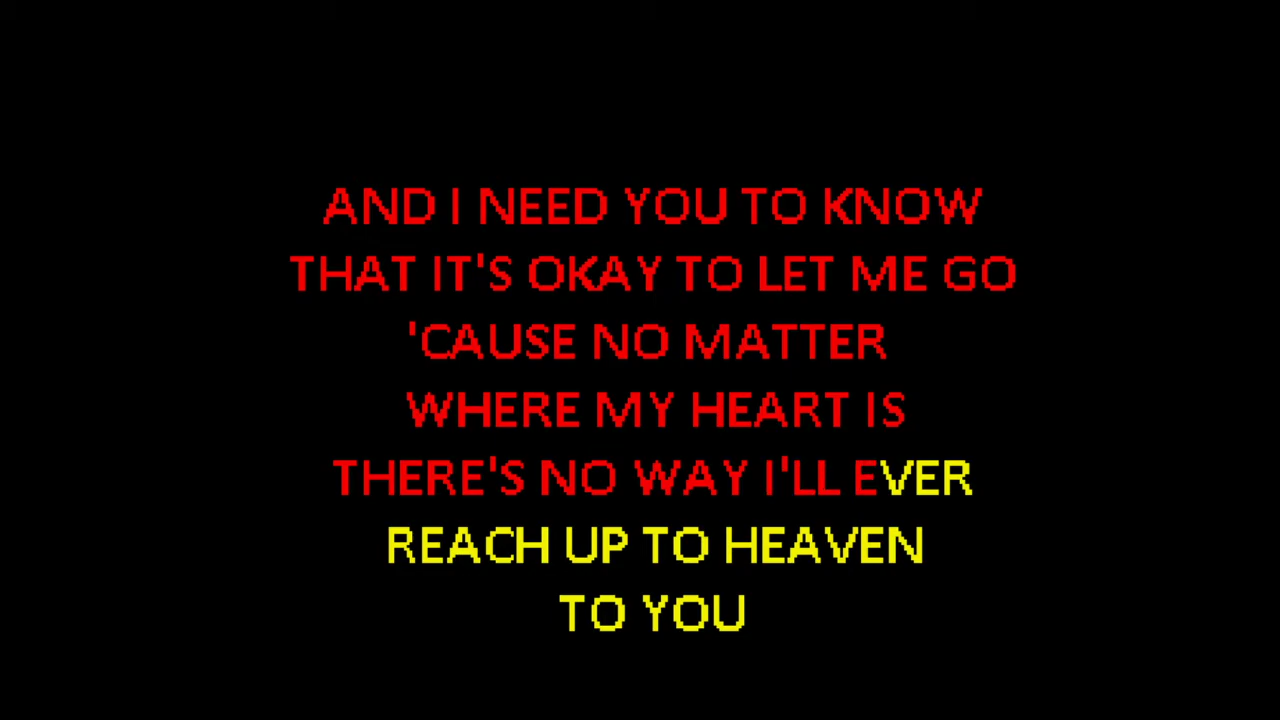 AND I NEED YOU TO KNOW
THAT IT'S OKAY TO LET ME GO
'CAUSE NO MATTER
WHERE MY HEART IS
THERE'S NO WAY I'LL EVER
REACH UP TO HEAVEN
TO YOU